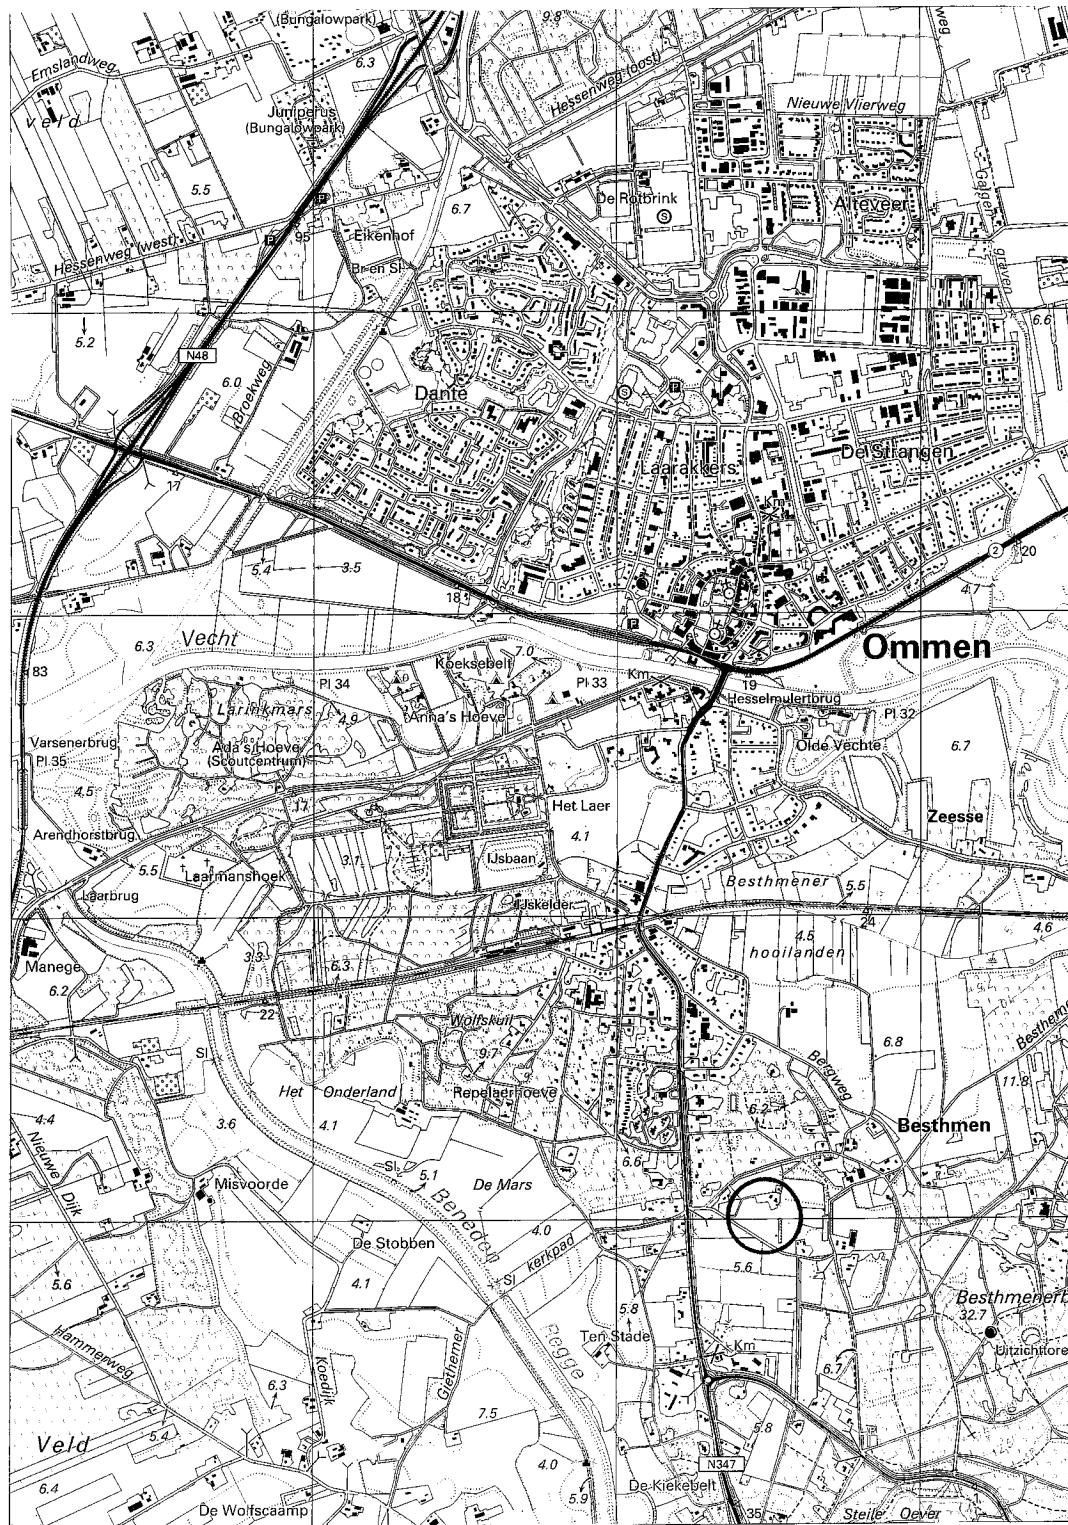 (Bungalowpark)
9.8
Emslandweg
6.3
Hessenweg (oost)
Juniperus
(Bungalowpark)
Nieuwe Vlierweg
veld
5.5
De Rotbrink
Alteveer
6.7
S
P
95
P
Eikenhof
Hessenweg (west)
Br en Sl
Gagel
graven
5.2
6.6
N48
6.0
Broekweg
Dante
S
P
Laarakkers
De Strangen
17
Km
2
20
5.4
3.5
18
4.7
P
Vecht
6.3
Ommen
83
Koeksebelt
7.0
Pl 34
Pl 33
Km
19
Larinkmars
4.9
Anna's Hoeve
Hesselmulertbrug
Pl 32
Varsenerbrug
Ada's Hoeve
(Scoutcentrum)
Olde Vechte
6.7
Pl 35
4.5
17
Het Laer
Zeesse
Arendhorstbrug
4.1
3.1
IJsbaan
5.5
Laarmanshoek
Besthmener
5.5
Laarbrug
IJskelder
24
4.6
4.5
hooilanden
Manege
3.3
6.3
6.2
22
Wolfskuil
Besthmene
6.8
Sl
9.7
Bergweg
11.8
Het Onderland
Repelaerhoeve
4.4
3.6
4.1
6.2
Besthmen
Nieuwe Dijk
6.6
Sl
5.1
Misvoorde
Beneden
De Mars
De Stobben
4.0
kerkpad
5.6
5.6
4.1
Sl
5.8
Besthmenerb
32.7
Hammerweg
Regge
Ten Stade
Uitzichttore
Km
Koedijk
Giethemer
6.7
6.3
7.5
5.8
5.4
Veld
4.0
N347
6.4
5.9
De Kiekebelt
1
De Wolfscaamp
35
Steile Oever